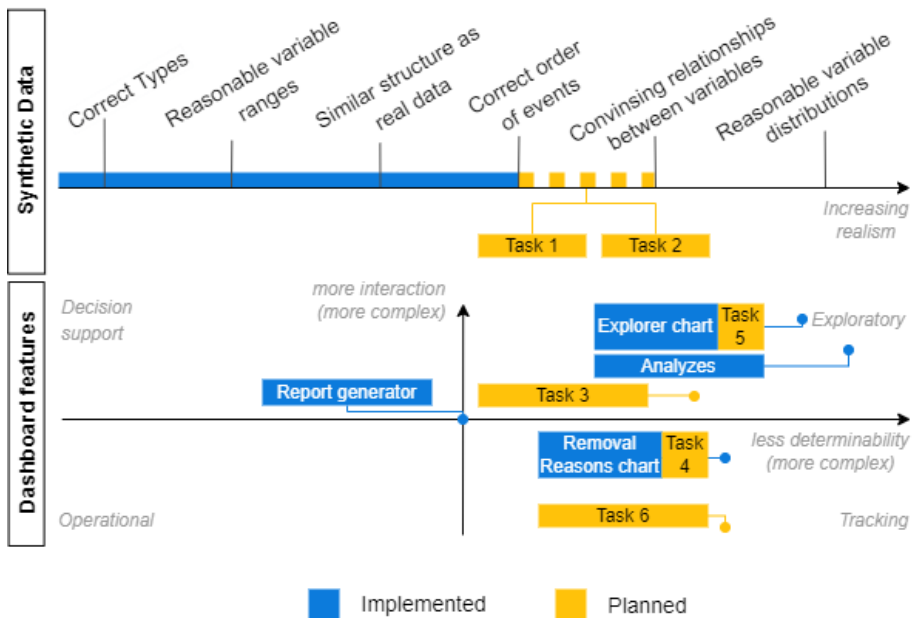 Synthetic Data
Correct Types
Reasonable variable
ranges
Similar structure as
real data
Correct order
of events
Convinsing relationships
between variables
Reasonable variable
distributions
Increasing
realism
Task 1
Task 2
Dashboard features
Decision
support
more interaction
(more complex)
Explorer chart
Task
5
Exploratory
Analyzes
Report generator
Task 3
Removal
Reasons chart
Task
4
less determinability
(more complex)
Operational
Task 6
Tracking
Implemented
Planned